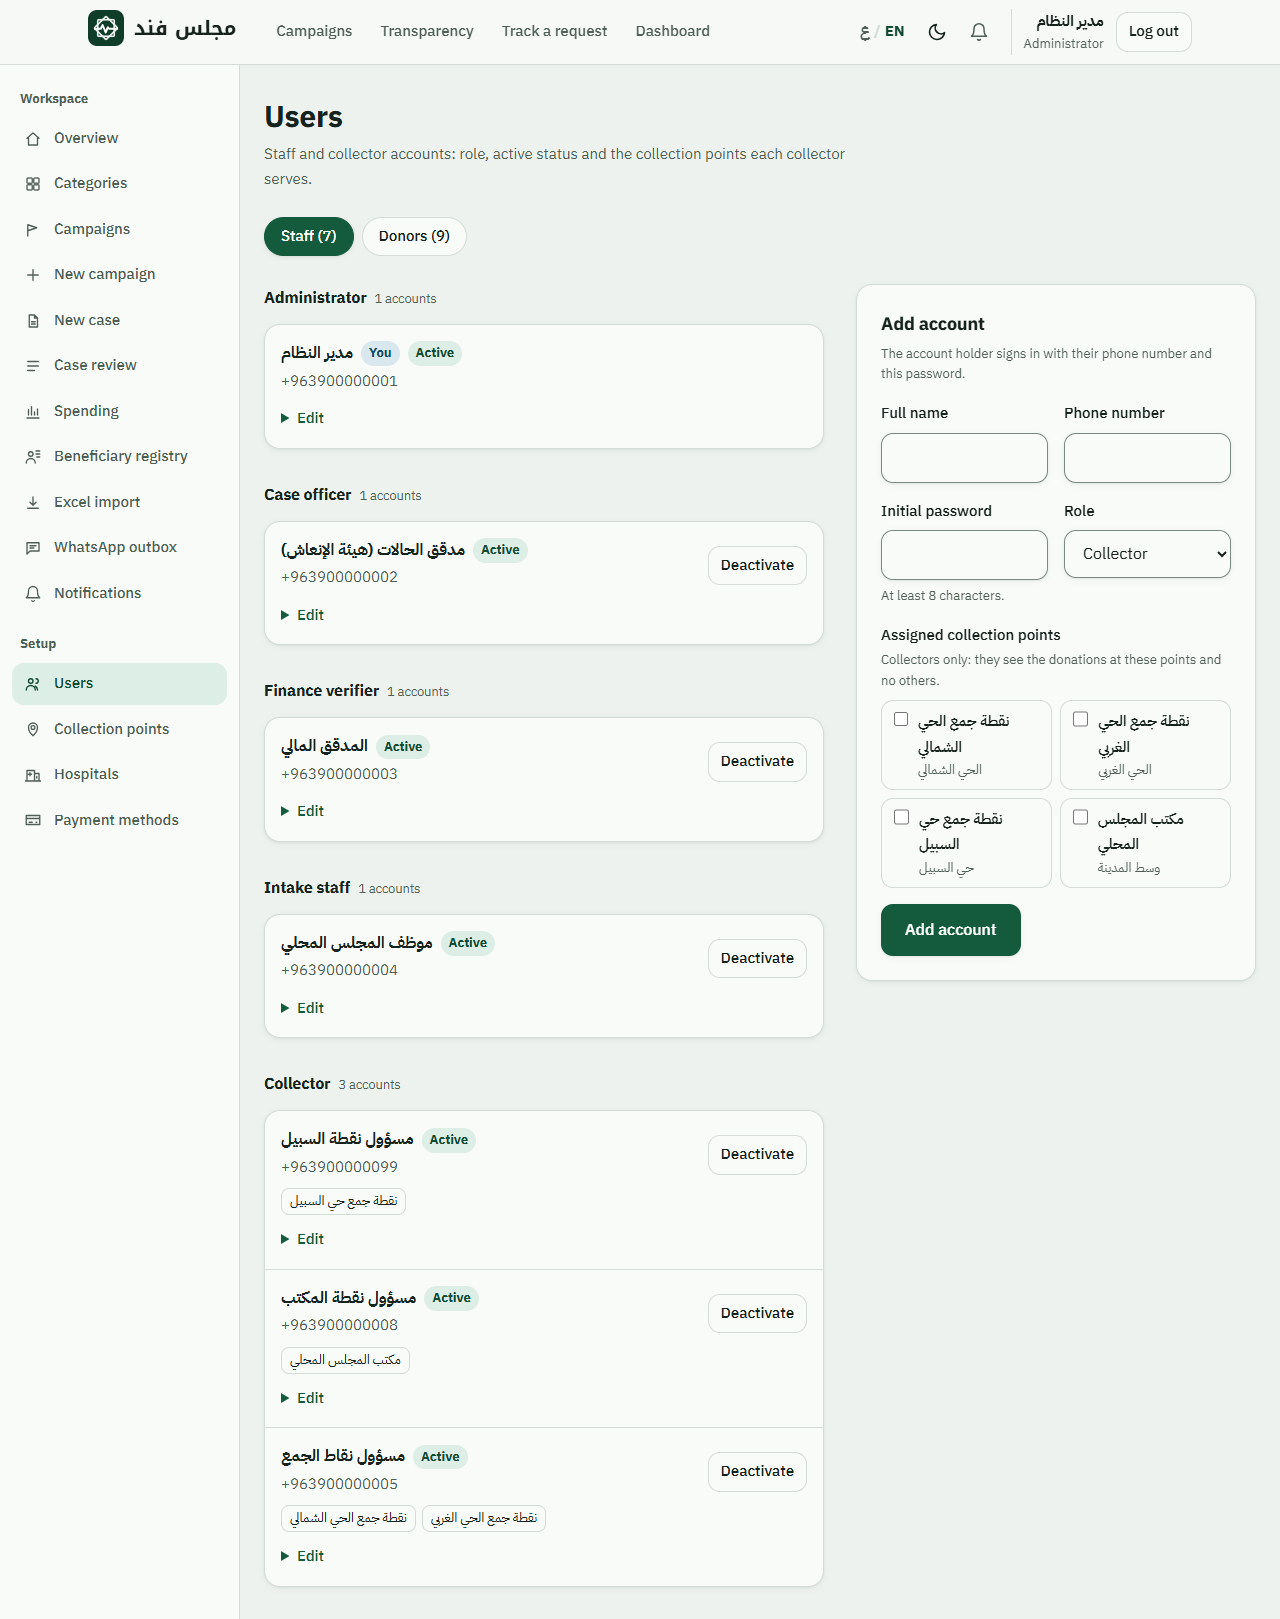 مجلس فند
Campaigns
Transparency
Track a request
Dashboard
ع / EN
مدير النظام
Administrator
Log out
Workspace
Overview
Categories
Campaigns
New campaign
New case
Case review
Spending
Beneficiary registry
Excel import
WhatsApp outbox
Notifications
Setup
Users
Collection points
Hospitals
Payment methods
Users
Staff and collector accounts: role, active status and the collection points each collector
serves.
Staff (7)
Donors (9)
Administrator 1 accounts
مدير النظام You Active
+963900000001
Edit
Case officer 1 accounts
مدقق الحالات (هيئة الإنعاش) Active
+963900000002
Deactivate
Edit
Finance verifier 1 accounts
المدقق المالي Active
+963900000003
Deactivate
Edit
Intake staff 1 accounts
موظف المجلس المحلي Active
+963900000004
Deactivate
Edit
Collector 3 accounts
مسؤول نقطة السبيل Active
+963900000099
Deactivate
نقطة جمع حي السبيل
Edit
مسؤول نقطة المكتب Active
+963900000008
Deactivate
مكتب المجلس المحلي
Edit
مسؤول نقاط الجمع Active
+963900000005
Deactivate
نقطة جمع الحي الشمالي
نقطة جمع الحي الغربي
Edit
Add account
The account holder signs in with their phone number and
this password.
Full name
Phone number
Initial password
Role
Collector
At least 8 characters.
Assigned collection points
Collectors only: they see the donations at these points and
no others.
نقطة جمع الحي
الشمالي
الحي الشمالي
نقطة جمع الحي
الغربي
الحي الغربي
نقطة جمع حي
السبيل
حي السبيل
مكتب المجلس
المحلي
وسط المدينة
Add account